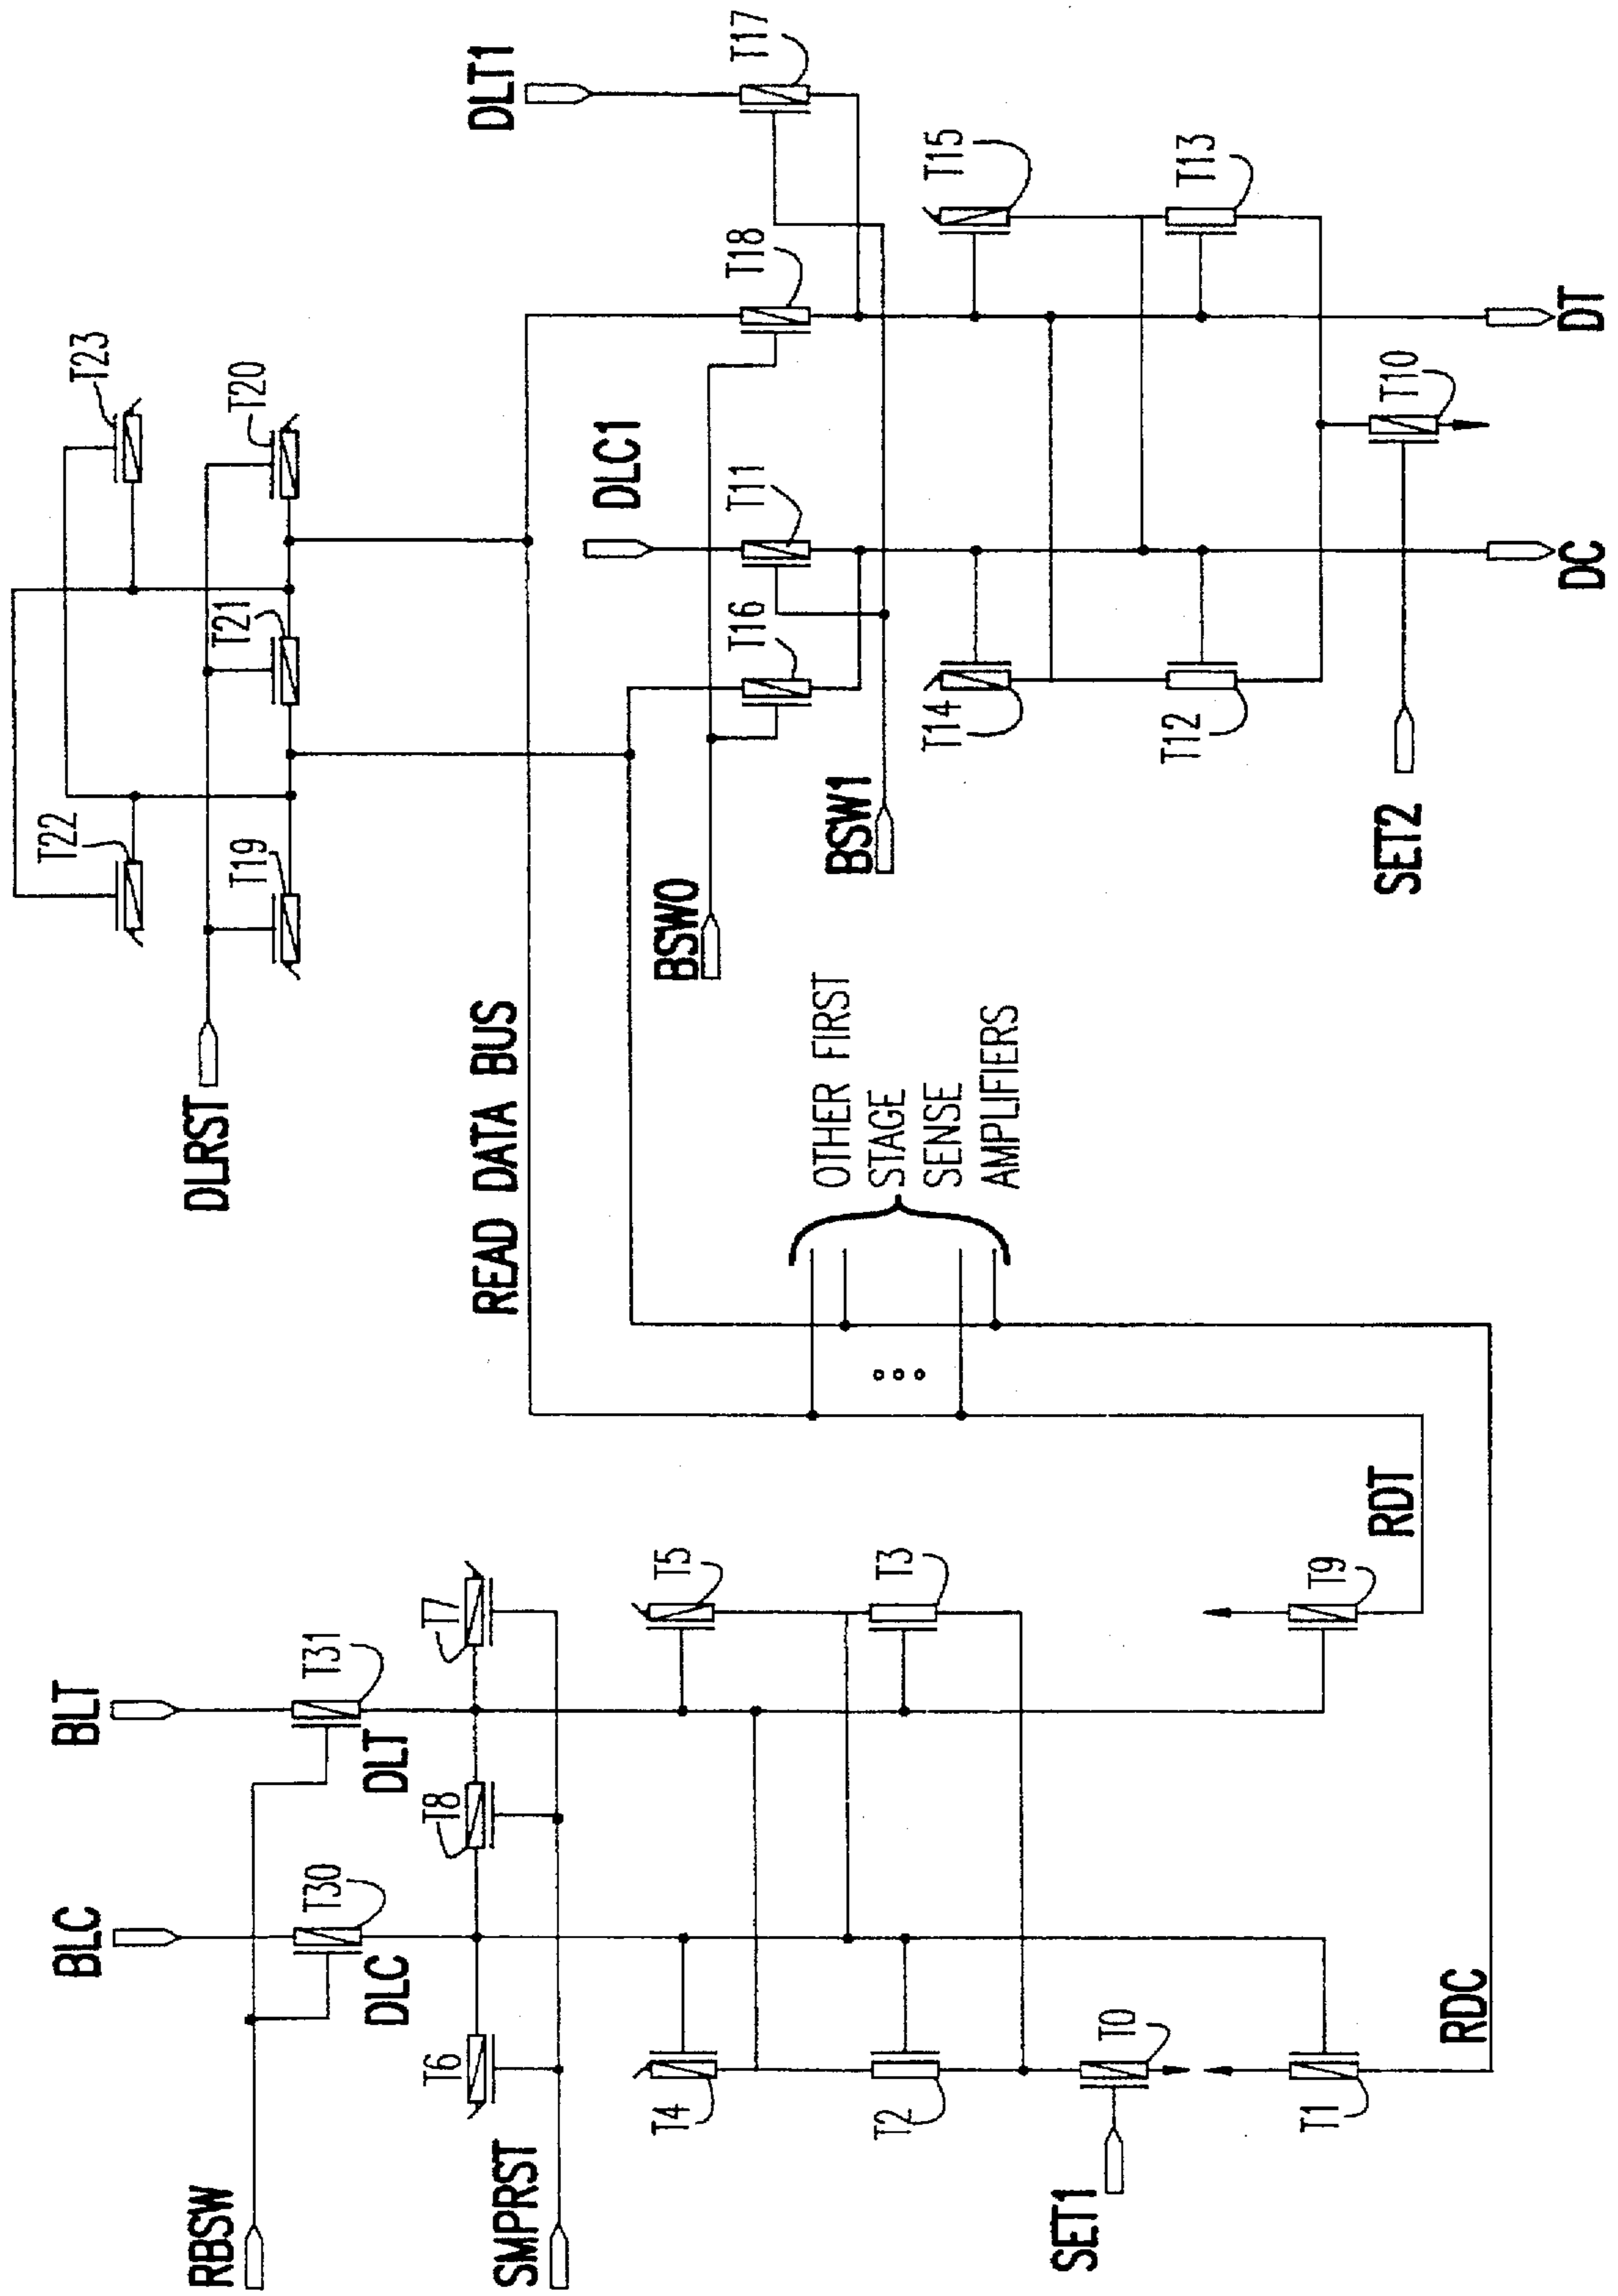 RBSW
BLC
BLT
T30
T31
DLC
DLT
SMPRST
T6
T8
T7
T4
T5
T2
T3
SET1
T0
T1
T9
RDC
RDT
READ DATA BUS
OTHER FIRST
STAGE
SENSE
AMPLIFIERS
DLRST
T22
T23
T19
T21
T20
BSW0
BSW1
DLC1
DLT1
T16
T11
T18
T17
T14
T15
T12
T13
SET2
T10
DC
DT